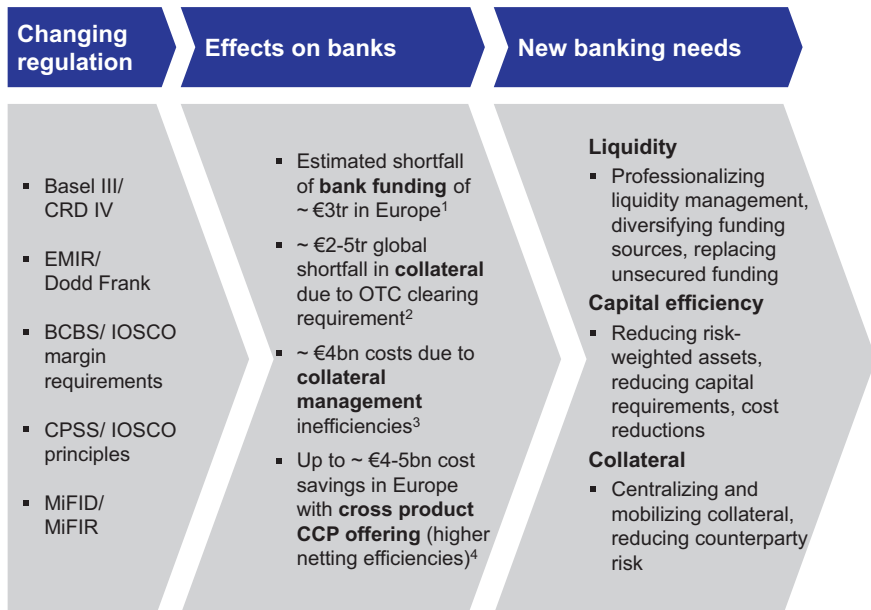 Changing
regulation
Effects on banks
New banking needs
▪ Basel III/
CRD IV
▪ EMIR/
Dodd Frank
▪ BCBS/ IOSCO
margin
requirements
▪ CPSS/ IOSCO
principles
▪ MiFID/
MiFIR
▪ Estimated shortfall
of bank funding of
~ €3tr in Europe¹
▪ ~ €2-5tr global
shortfall in collateral
due to OTC clearing
requirement²
▪ ~ €4bn costs due to
collateral
management
inefficiencies³
▪ Up to ~ €4-5bn cost
savings in Europe
with cross product
CCP offering (higher
netting efficiencies)⁴
Liquidity
▪ Professionalizing
liquidity management,
diversifying funding
sources, replacing
unsecured funding
Capital efficiency
▪ Reducing risk-
weighted assets,
reducing capital
requirements, cost
reductions
Collateral
▪ Centralizing and
mobilizing collateral,
reducing counterparty
risk